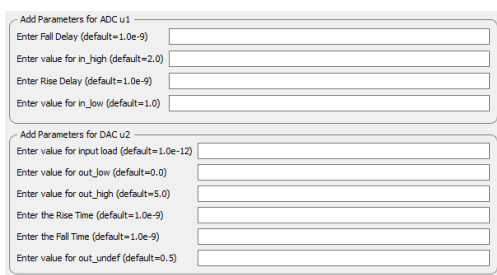 Add Parameters for ADC u1
Enter Fall Delay (default=1.0e-9)
Enter value for in_high (default=2.0)
Enter Rise Delay (default=1.0e-9)
Enter value for in_low (default=1.0)
Add Parameters for DAC u2
Enter value for input load (default=1.0e-12)
Enter value for out_low (default=0.0)
Enter value for out_high (default=5.0)
Enter the Rise Time (default=1.0e-9)
Enter the Fall Time (default=1.0e-9)
Enter value for out_undef (default=0.5)